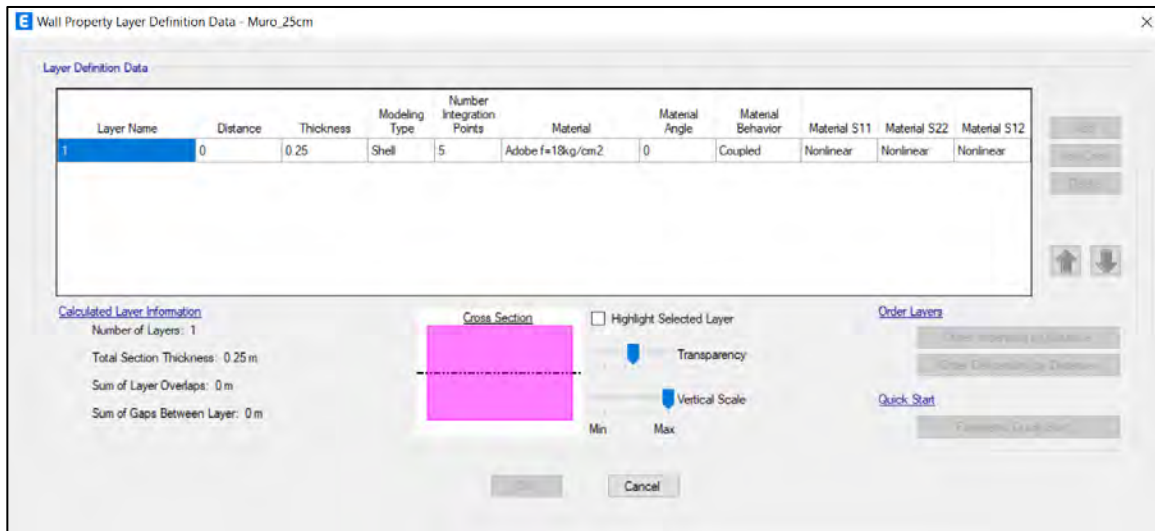 E Wall Property Layer Definition Data - Muro_25cm
Layer Definition Data
Layer Name Distance Thickness Modeling Type Number Integration Points Material Material Angle Material Behavior Material S11 Material S22 Material S12
1 0 0.25 Shell 5 Adobe f=18kg/cm2 0 Coupled Nonlinear Nonlinear Nonlinear
Calculated Layer Information
Number of Layers: 1
Total Section Thickness: 0.25 m
Sum of Layer Overlaps: 0 m
Sum of Gaps Between Layer: 0 m
Cross Section
Highlight Selected Layer
Transparency
Vertical Scale
Min Max
Order Layers
Quick Start
Cancel